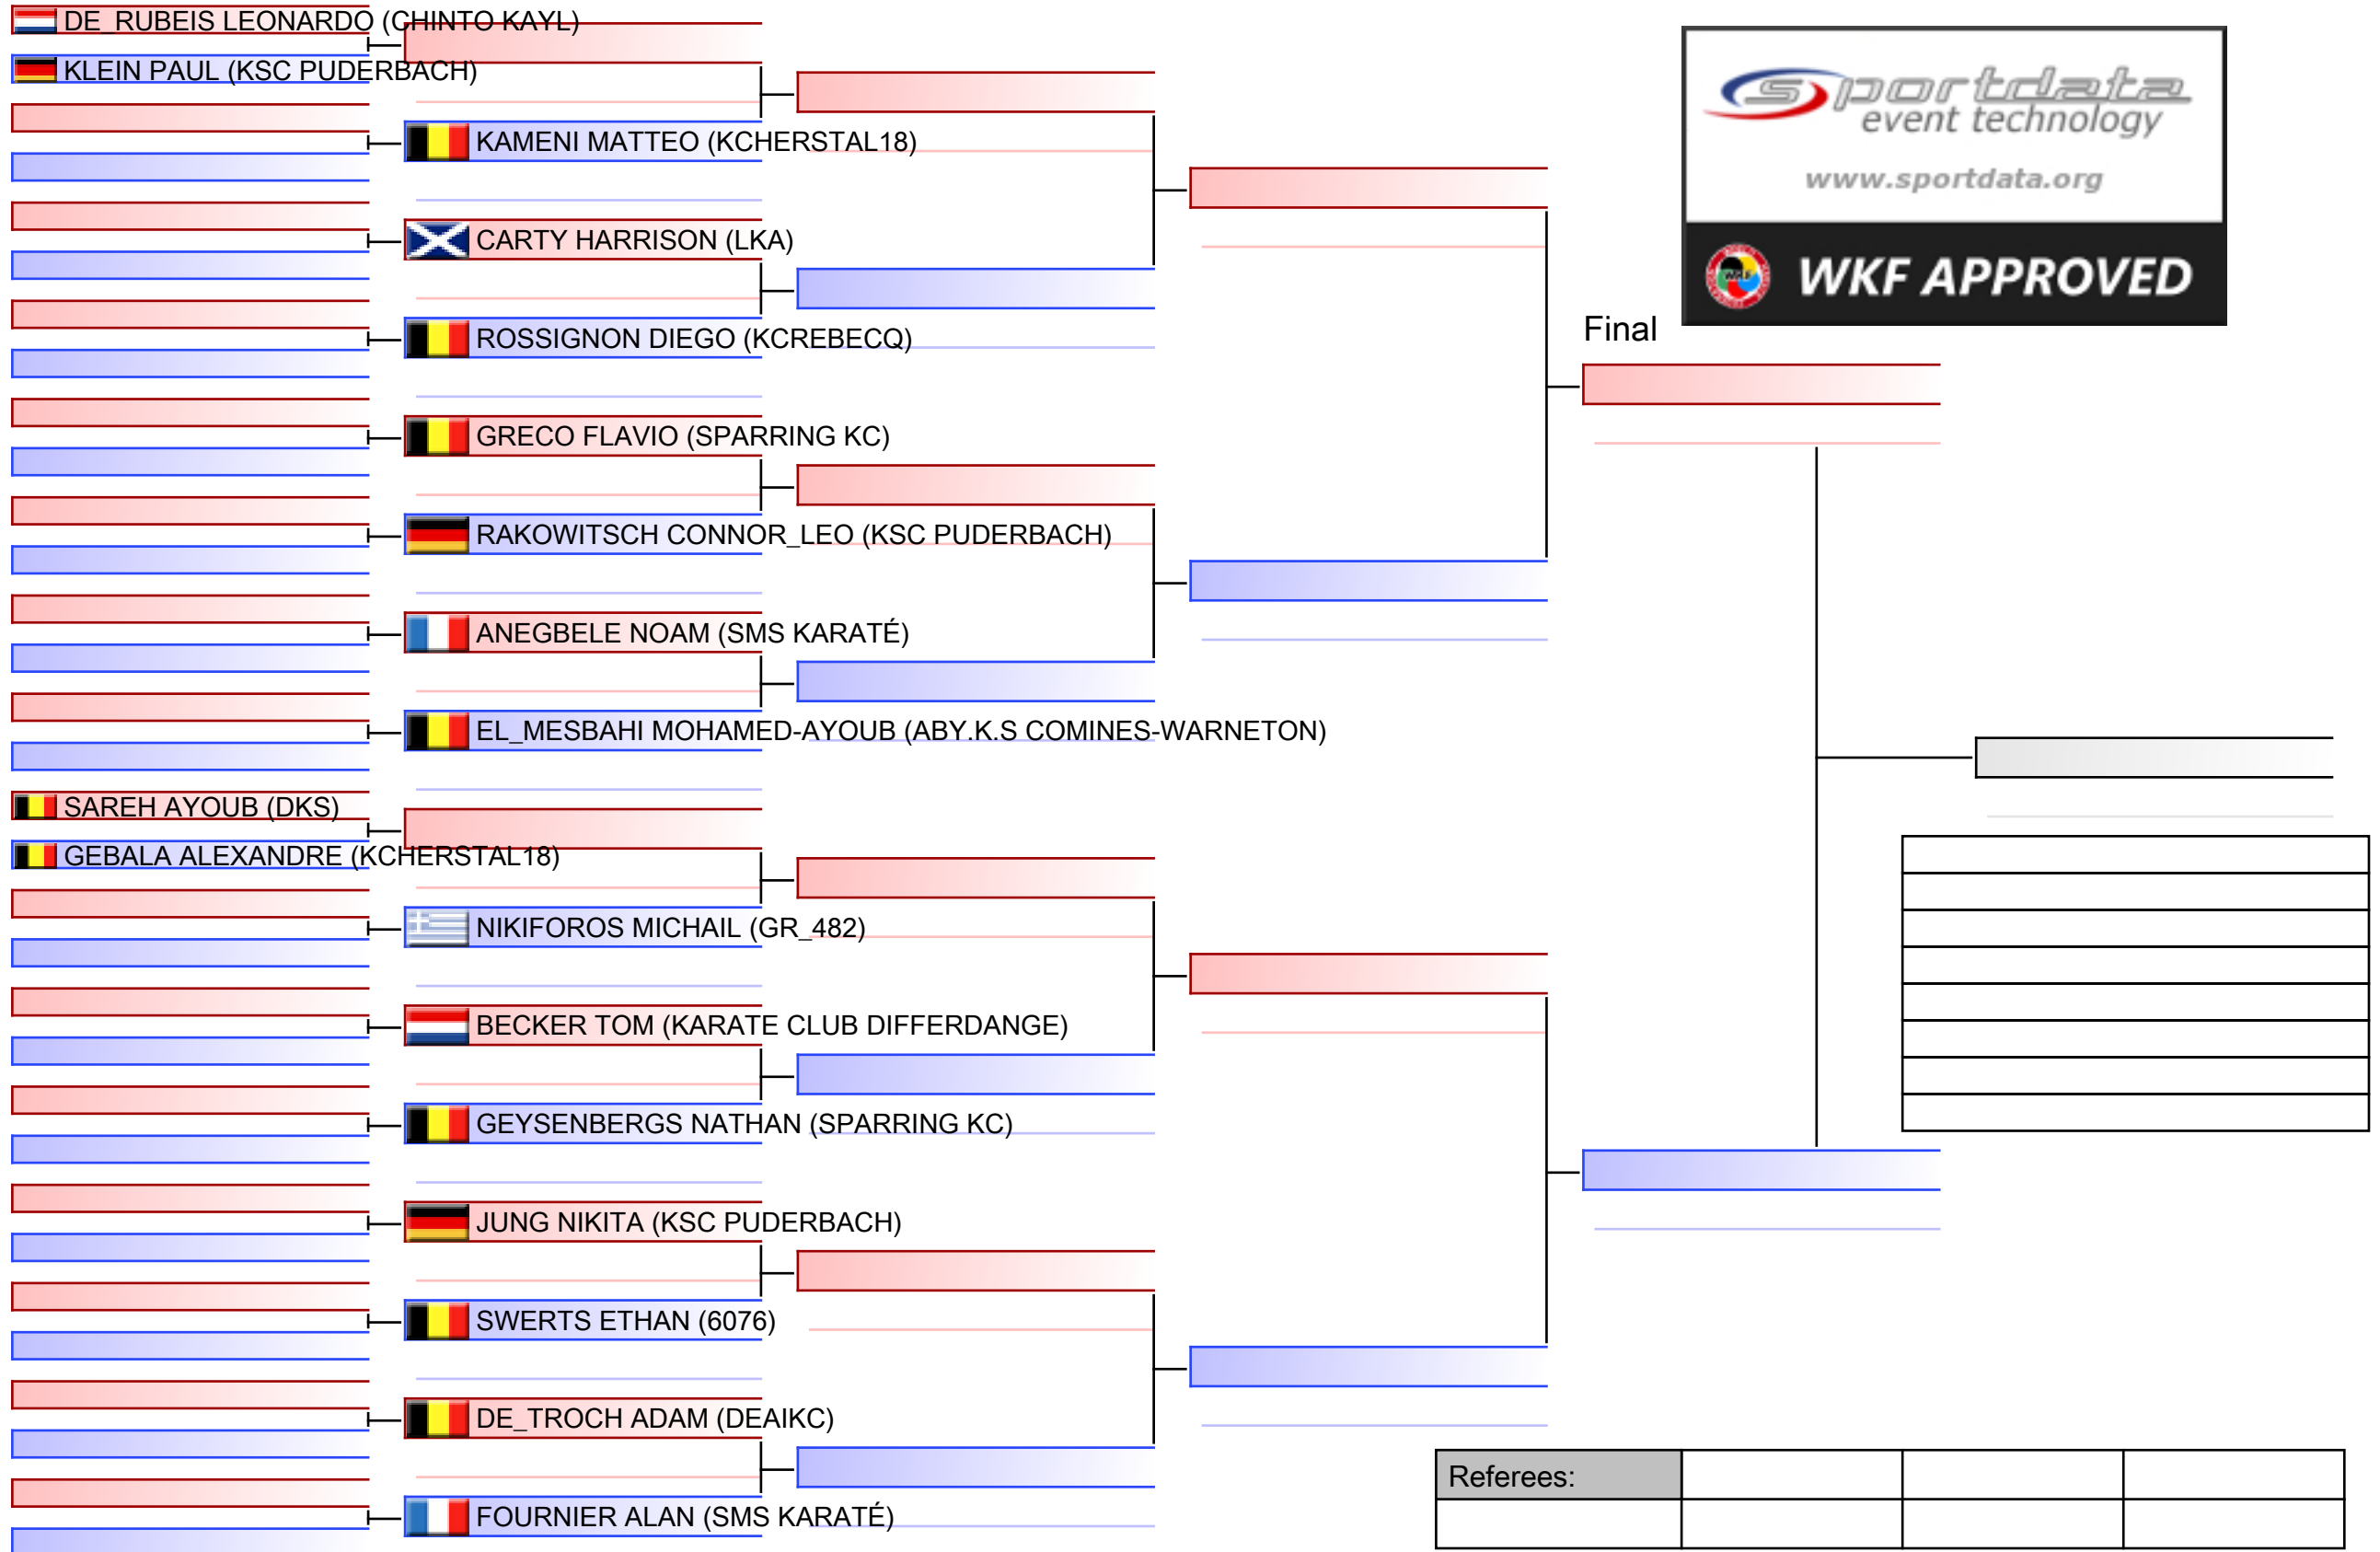 DE_RUBEIS LEONARDO (CHINTO KAYL)
KLEIN PAUL (KSC PUDERBACH)
KAMENI MATTEO (KCHERSTAL18)
CARTY HARRISON (LKA)
ROSSIGNON DIEGO (KCREBECQ)
GRECO FLAVIO (SPARRING KC)
RAKOWITSCH CONNOR_LEO (KSC PUDERBACH)
ANEGBELE NOAM (SMS KARATÉ)
EL_MESBAHI MOHAMED-AYOUB (ABY.K.S COMINES-WARNETON)
SAREH AYOUB (DKS)
GEBALA ALEXANDRE (KCHERSTAL18)
NIKIFOROS MICHAIL (GR_482)
BECKER TOM (KARATE CLUB DIFFERDANGE)
GEYSENBERGS NATHAN (SPARRING KC)
JUNG NIKITA (KSC PUDERBACH)
SWERTS ETHAN (6076)
DE_TROCH ADAM (DEAIKC)
FOURNIER ALAN (SMS KARATÉ)
sportdata
event technology
www.sportdata.org
WKF
WKF APPROVED
Final
Referees: